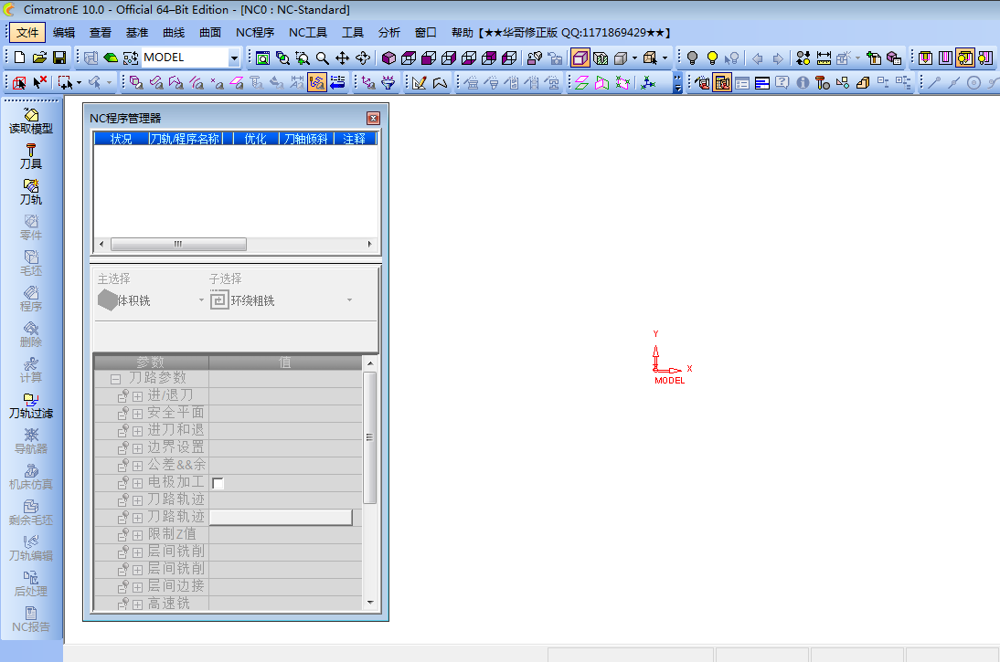 CimatronE 10.0 - Official 64–Bit Edition - [NC0 : NC-Standard]
文件 编辑 查看 基准 曲线 曲面 NC程序 NC工具 工具 分析 窗口 帮助【★★华哥修正版 QQ:1171869429★★】
MODEL
读取模型
刀具
刀轨
零件
毛坯
程序
删除
计算
刀轨过滤
导航器
机床仿真
剩余毛坯
刀轨编辑
后处理
NC报告
NC程序管理器
状况 刀轨/程序名称 优化 刀轴倾斜 注释
主选择 子选择
体积铣 环绕粗铣
参数 值
刀路参数
进/退刀
安全平面
进刀和退
边界设置
公差&&余
电极加工
刀路轨迹
刀路轨迹
限制Z值
层间铣削
层间铣削
层间边接
高速铣
Y
X
MODEL